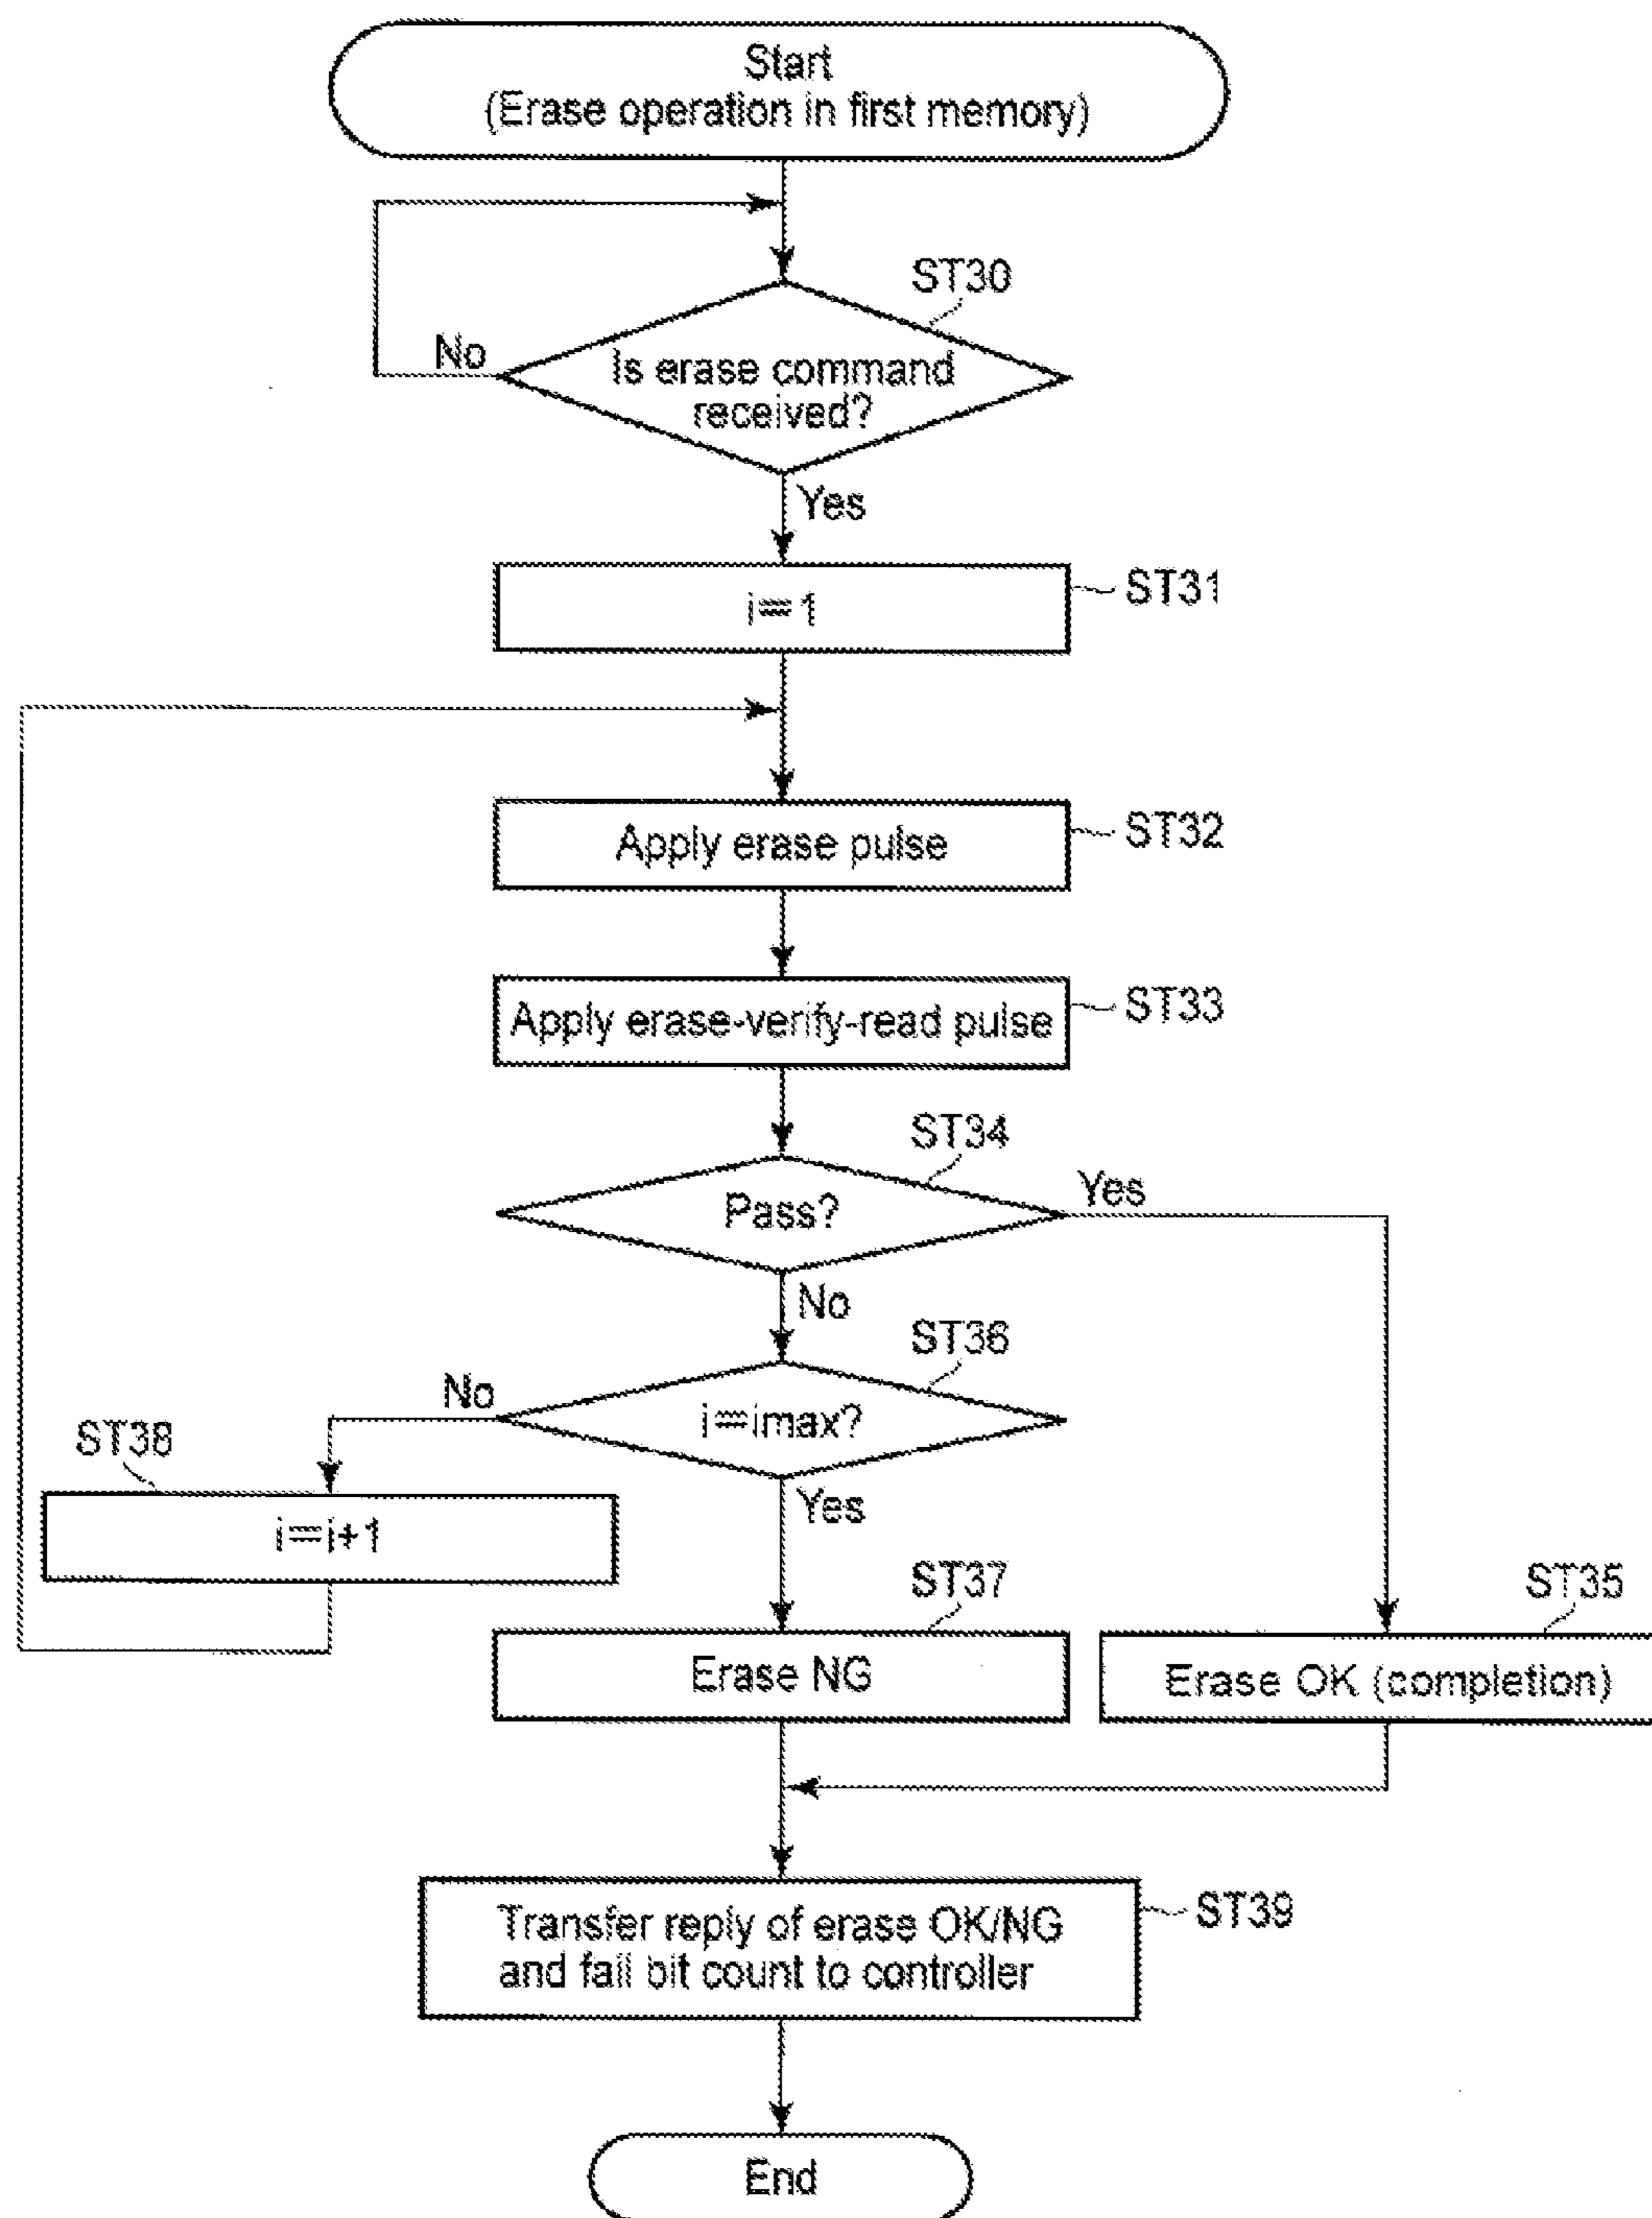 Start
(Erase operation in first memory)
ST30
No
Is erase command
received?
Yes
i=1
ST31
Apply erase pulse
ST32
Apply erase-verify-read pulse
ST33
ST34
Pass?
Yes
No
ST36
No
i=imax?
ST38
Yes
i=i+1
ST37
ST35
Erase NG
Erase OK (completion)
Transfer reply of erase OK/NG
and fail bit count to controller
ST39
End